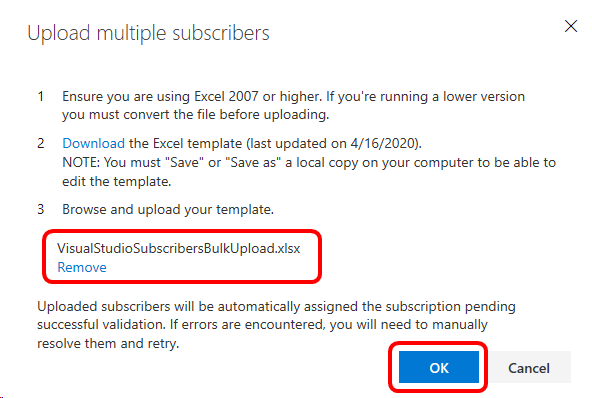 Upload multiple subscribers
1 Ensure you are using Excel 2007 or higher. If you're running a lower version
you must convert the file before uploading.
2 Download the Excel template (last updated on 4/16/2020).
NOTE: You must "Save" or "Save as" a local copy on your computer to be able to
edit the template.
3 Browse and upload your template.
VisualStudioSubscribersBulkUpload.xlsx
Remove
Uploaded subscribers will be automatically assigned the subscription pending
successful validation. If errors are encountered, you will need to manually
resolve them and retry.
OK Cancel